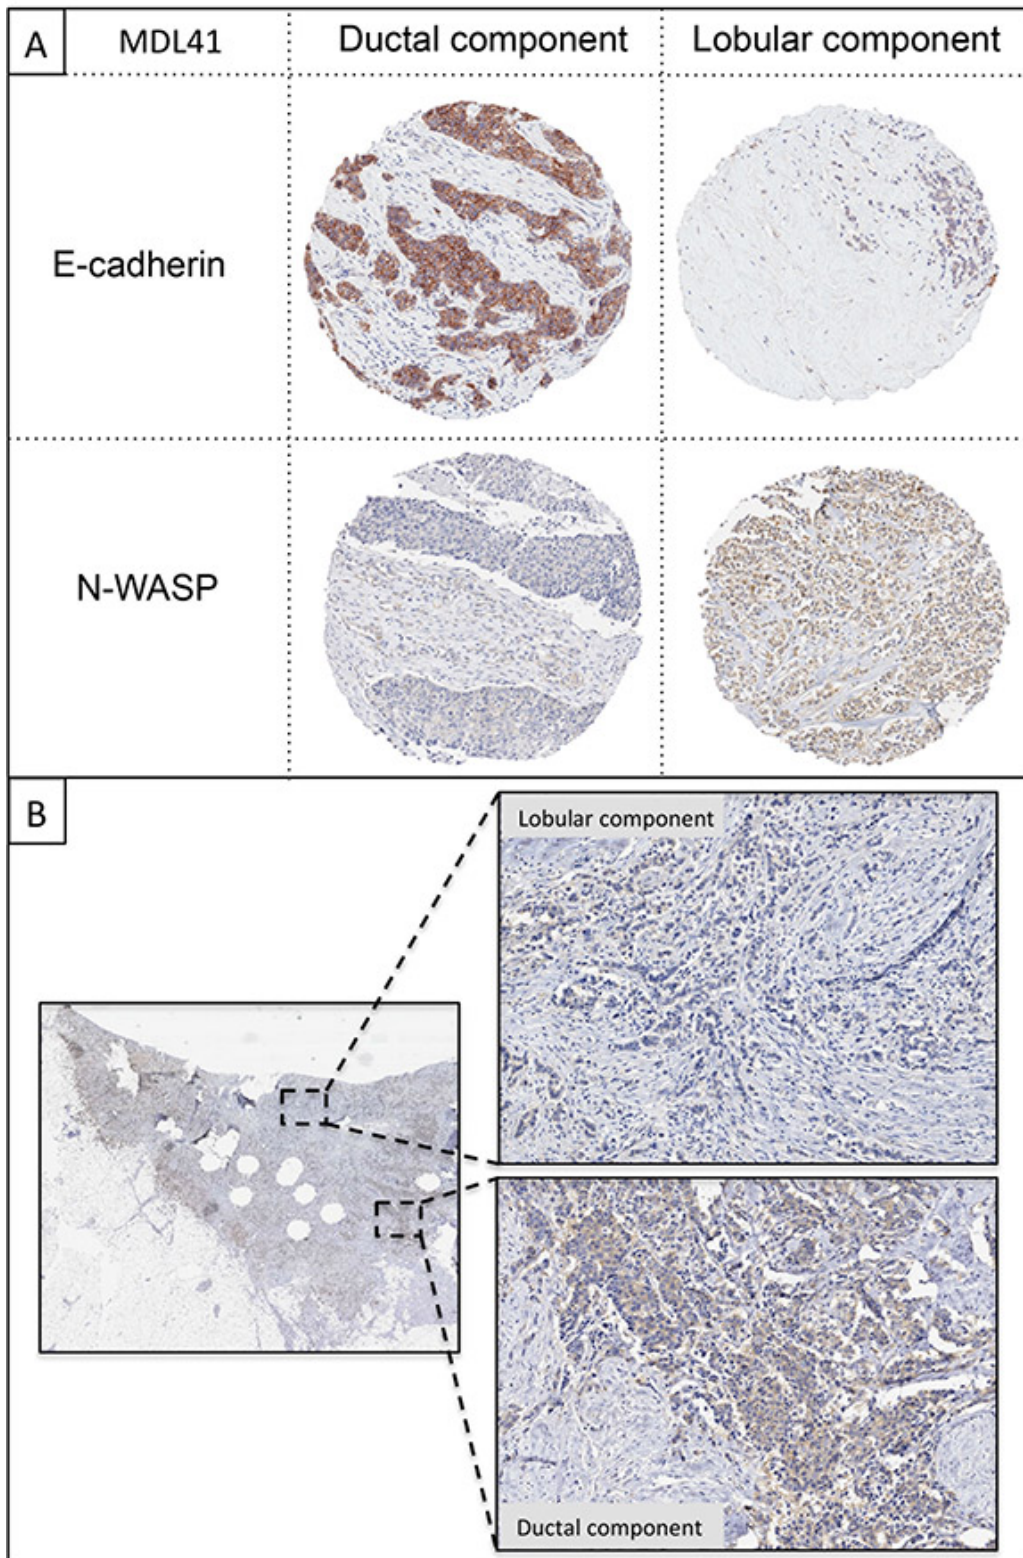 A
MDL41
Ductal component
Lobular component
E-cadherin
N-WASP
B
Lobular component
Ductal component